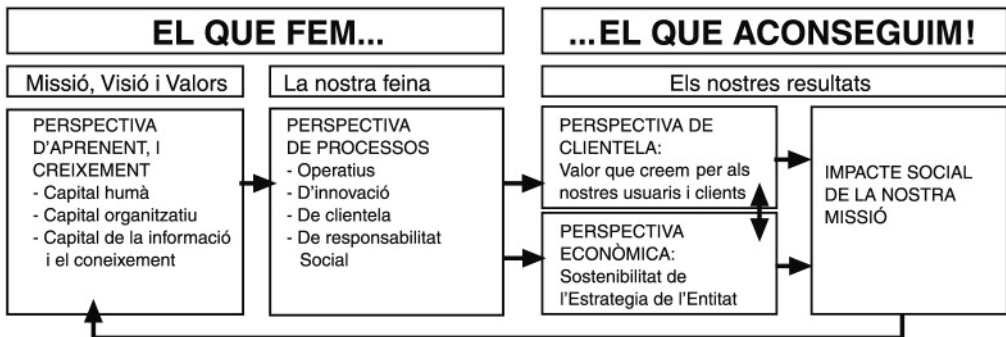 EL QUE FEM...
...EL QUE ACONSEGUIM!
Missió, Visió i Valors
La nostra feina
Els nostres resultats
PERSPECTIVA
D'APRENENT, I
CREIXEMENT
- Capital humà
- Capital organitzatiu
- Capital de la informació
i el coneixement
PERSPECTIVA
DE PROCESSOS
- Operatius
- D'innovació
- De clientela
- De responsabilitat
Social
PERSPECTIVA DE
CLIENTELA:
Valor que creem per als
nostres usuaris i clients
PERSPECTIVA
ECONÒMICA:
Sostenibilitat de
l'Estrategia de l'Entitat
IMPACTE SOCIAL
DE LA NOSTRA
MISSIÓ